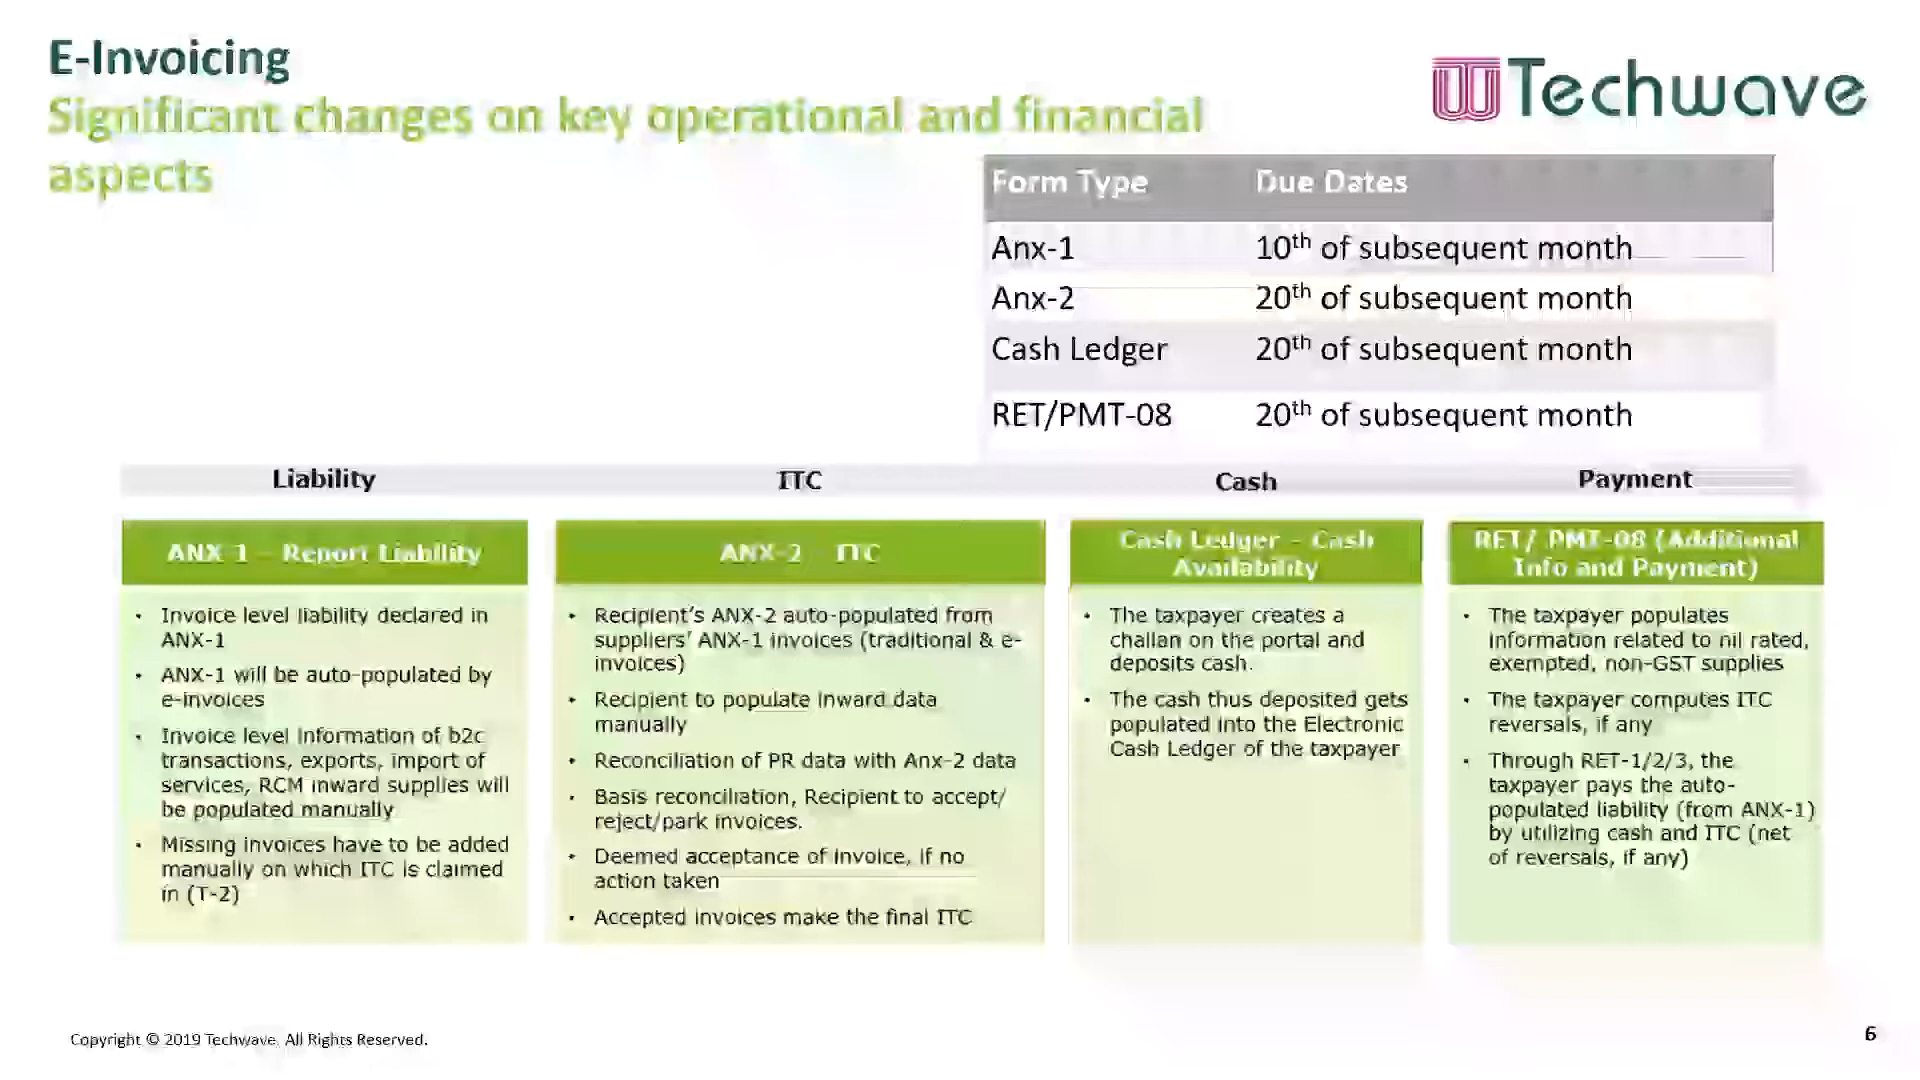 E-Invoicing
Significant changes on key operational and financial
aspects
Techwave
Form Type Due Dates
Anx-1 10th of subsequent month
Anx-2 20th of subsequent month
Cash Ledger 20th of subsequent month
RET/PMT-08 20th of subsequent month
Liability ITC Cash Payment
ANX-1 – Report Liability
• Invoice level liability declared in
ANX-1
• ANX-1 will be auto-populated by
e-invoices
• Invoice level information of b2c
transactions, exports, import of
services, RCM inward supplies will
be populated manually
• Missing invoices have to be added
manually on which ITC is claimed
in (T-2)
ANX-2 – ITC
• Recipient's ANX-2 auto-populated from
suppliers' ANX-1 invoices (traditional & e-
invoices)
• Recipient to populate inward data
manually
• Reconciliation of PR data with Anx-2 data
• Basis reconciliation, Recipient to accept/
reject/park invoices.
• Deemed acceptance of invoice, if no
action taken
• Accepted invoices make the final ITC
Cash Ledger – Cash
Availability
• The taxpayer creates a
challan on the portal and
deposits cash.
• The cash thus deposited gets
populated into the Electronic
Cash Ledger of the taxpayer
RET/ PMT-08 (Additional
Info and Payment)
• The taxpayer populates
information related to nil rated,
exempted, non-GST supplies
• The taxpayer computes ITC
reversals, if any
• Through RET-1/2/3, the
taxpayer pays the auto-
populated liability (from ANX-1)
by utilizing cash and ITC (net
of reversals, if any)
Copyright © 2019 Techwave. All Rights Reserved.
6